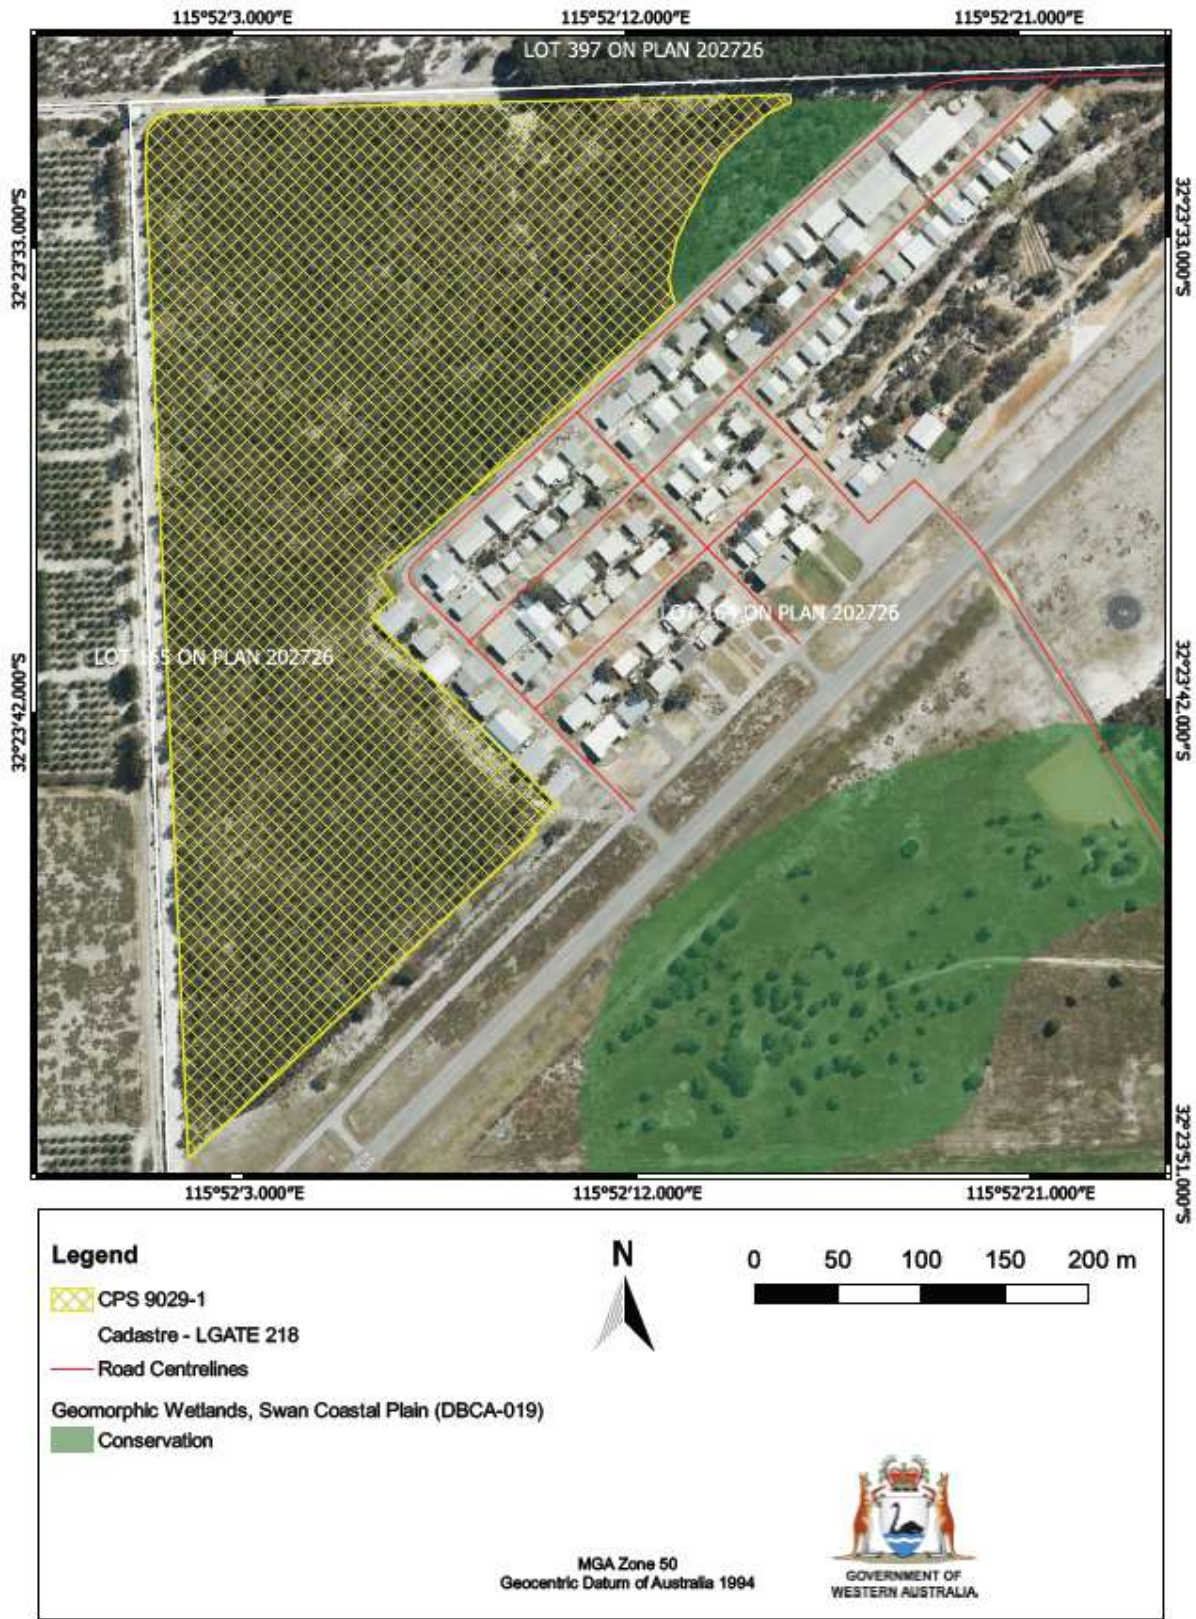 115°52'3.000"E 115°52'12.000"E 115°52'21.000"E
LOT 397 ON PLAN 202726
32°23'33.000"S 32°23'33.000"S
LOT ON PLAN 202726
LOT 165 ON PLAN 202726
32°23'42.000"S 32°23'42.000"S
32°23'51.000"S
115°52'3.000"E 115°52'12.000"E 115°52'21.000"E
Legend
CPS 9029-1
Cadastre - LGATE 218
Road Centrelines
Geomorphic Wetlands, Swan Coastal Plain (DBCA-019)
Conservation
N
0 50 100 150 200 m
MGA Zone 50
Geocentric Datum of Australia 1994
GOVERNMENT OF
WESTERN AUSTRALIA